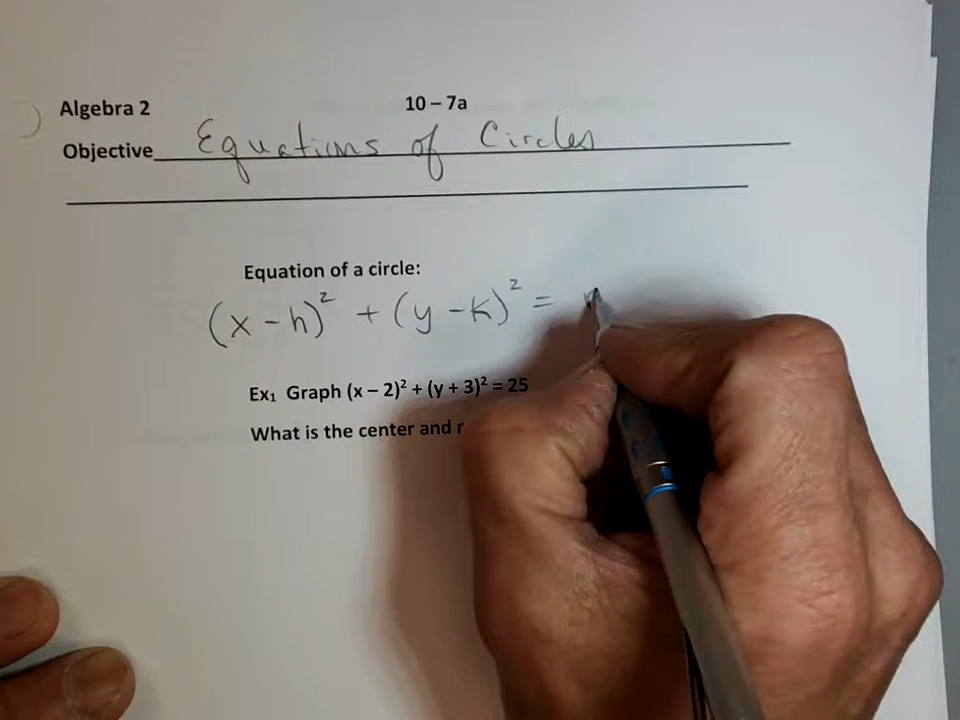 Algebra 2 10 – 7a
Objective Equations of Circles
Equation of a circle:
(x - h)² + (y - k)² = r
Ex₁ Graph (x – 2)² + (y + 3)² = 25
What is the center and